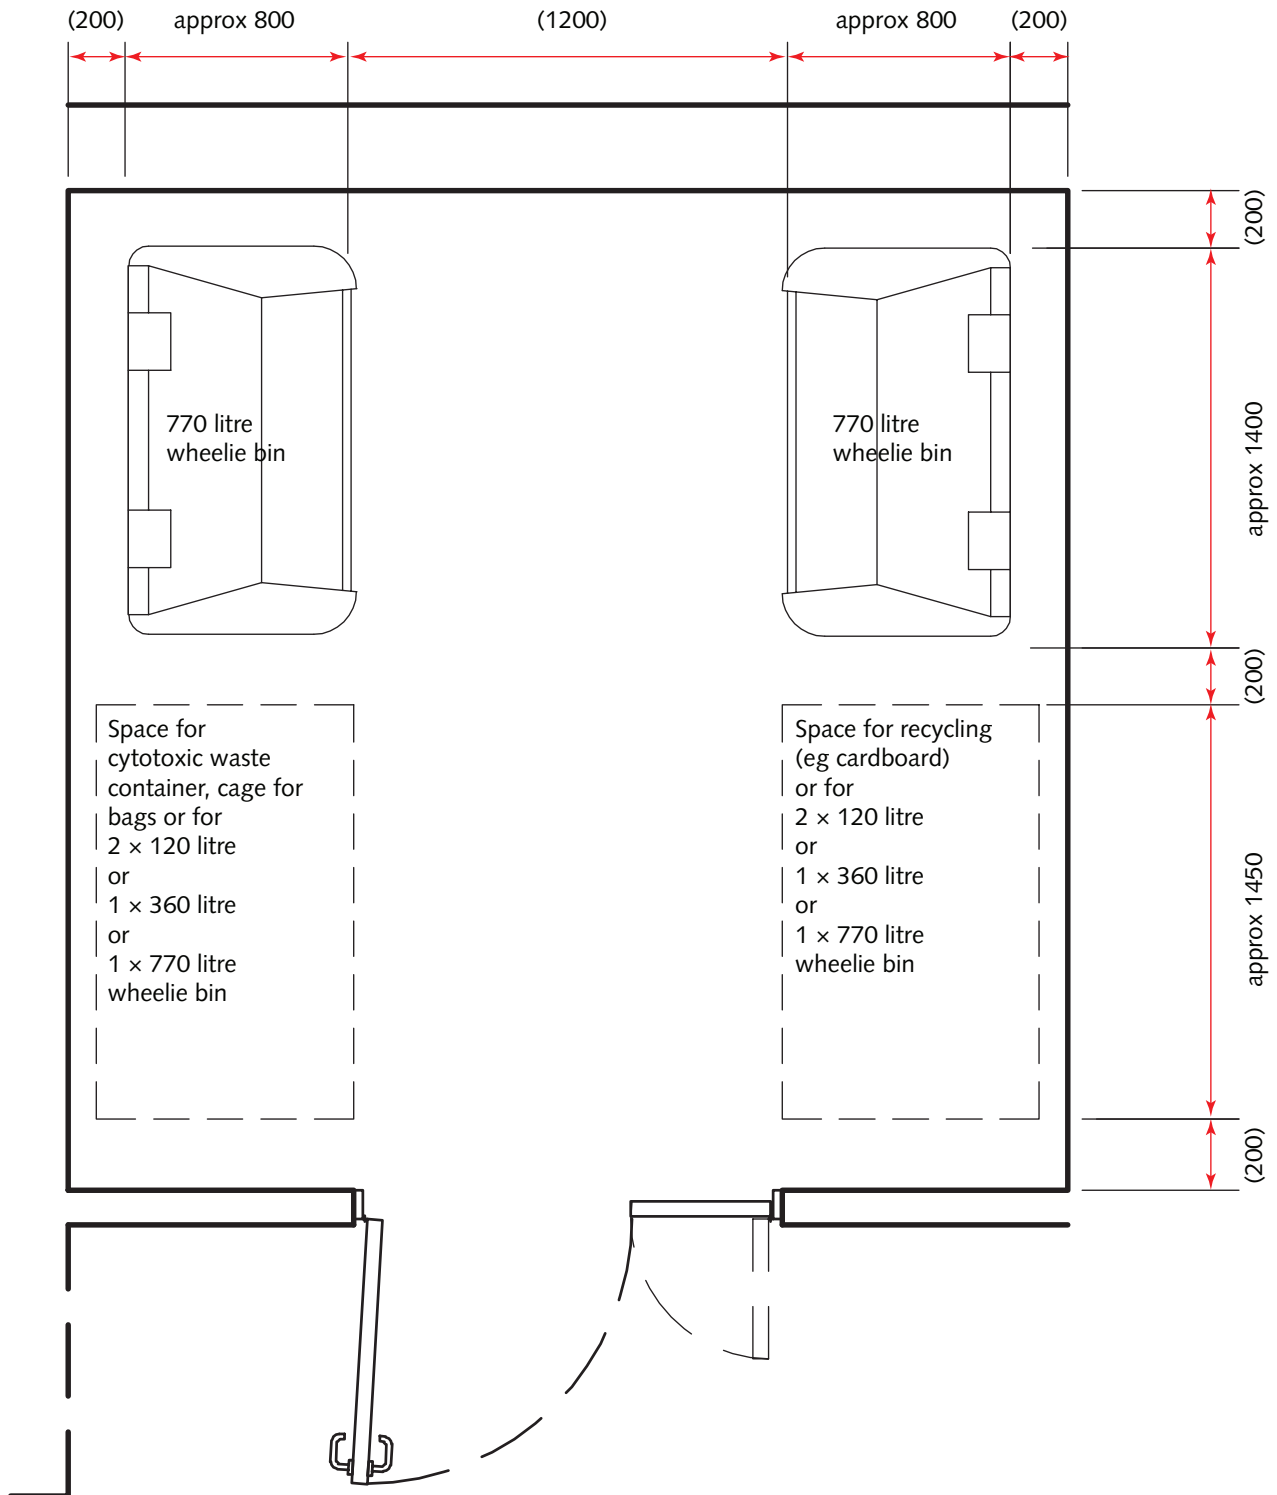 (200)
approx 800
(1200)
approx 800
(200)
(200)
approx 1400
(200)
approx 1450
(200)
770 litre
wheelie bin
770 litre
wheelie bin
Space for
cytotoxic waste
container, cage for
bags or for
2 × 120 litre
or
1 × 360 litre
or
1 × 770 litre
wheelie bin
Space for recycling
(eg cardboard)
or for
2 × 120 litre
or
1 × 360 litre
or
1 × 770 litre
wheelie bin